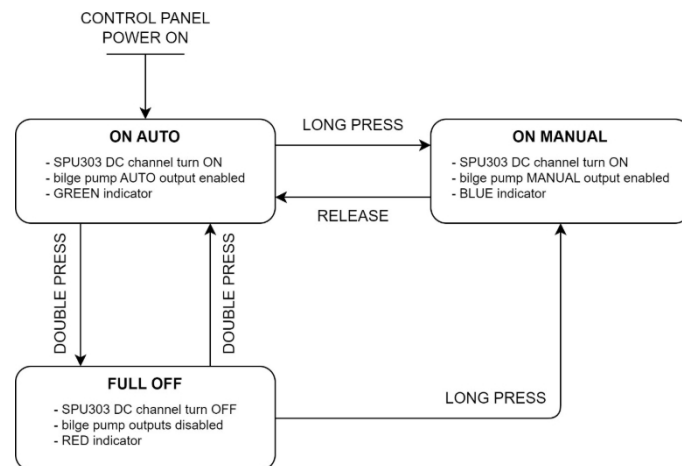 CONTROL PANEL
POWER ON
ON AUTO
- SPU303 DC channel turn ON
- bilge pump AUTO output enabled
- GREEN indicator
LONG PRESS
RELEASE
ON MANUAL
- SPU303 DC channel turn ON
- bilge pump MANUAL output enabled
- BLUE indicator
DOUBLE PRESS
DOUBLE PRESS
FULL OFF
- SPU303 DC channel turn OFF
- bilge pump outputs disabled
- RED indicator
LONG PRESS